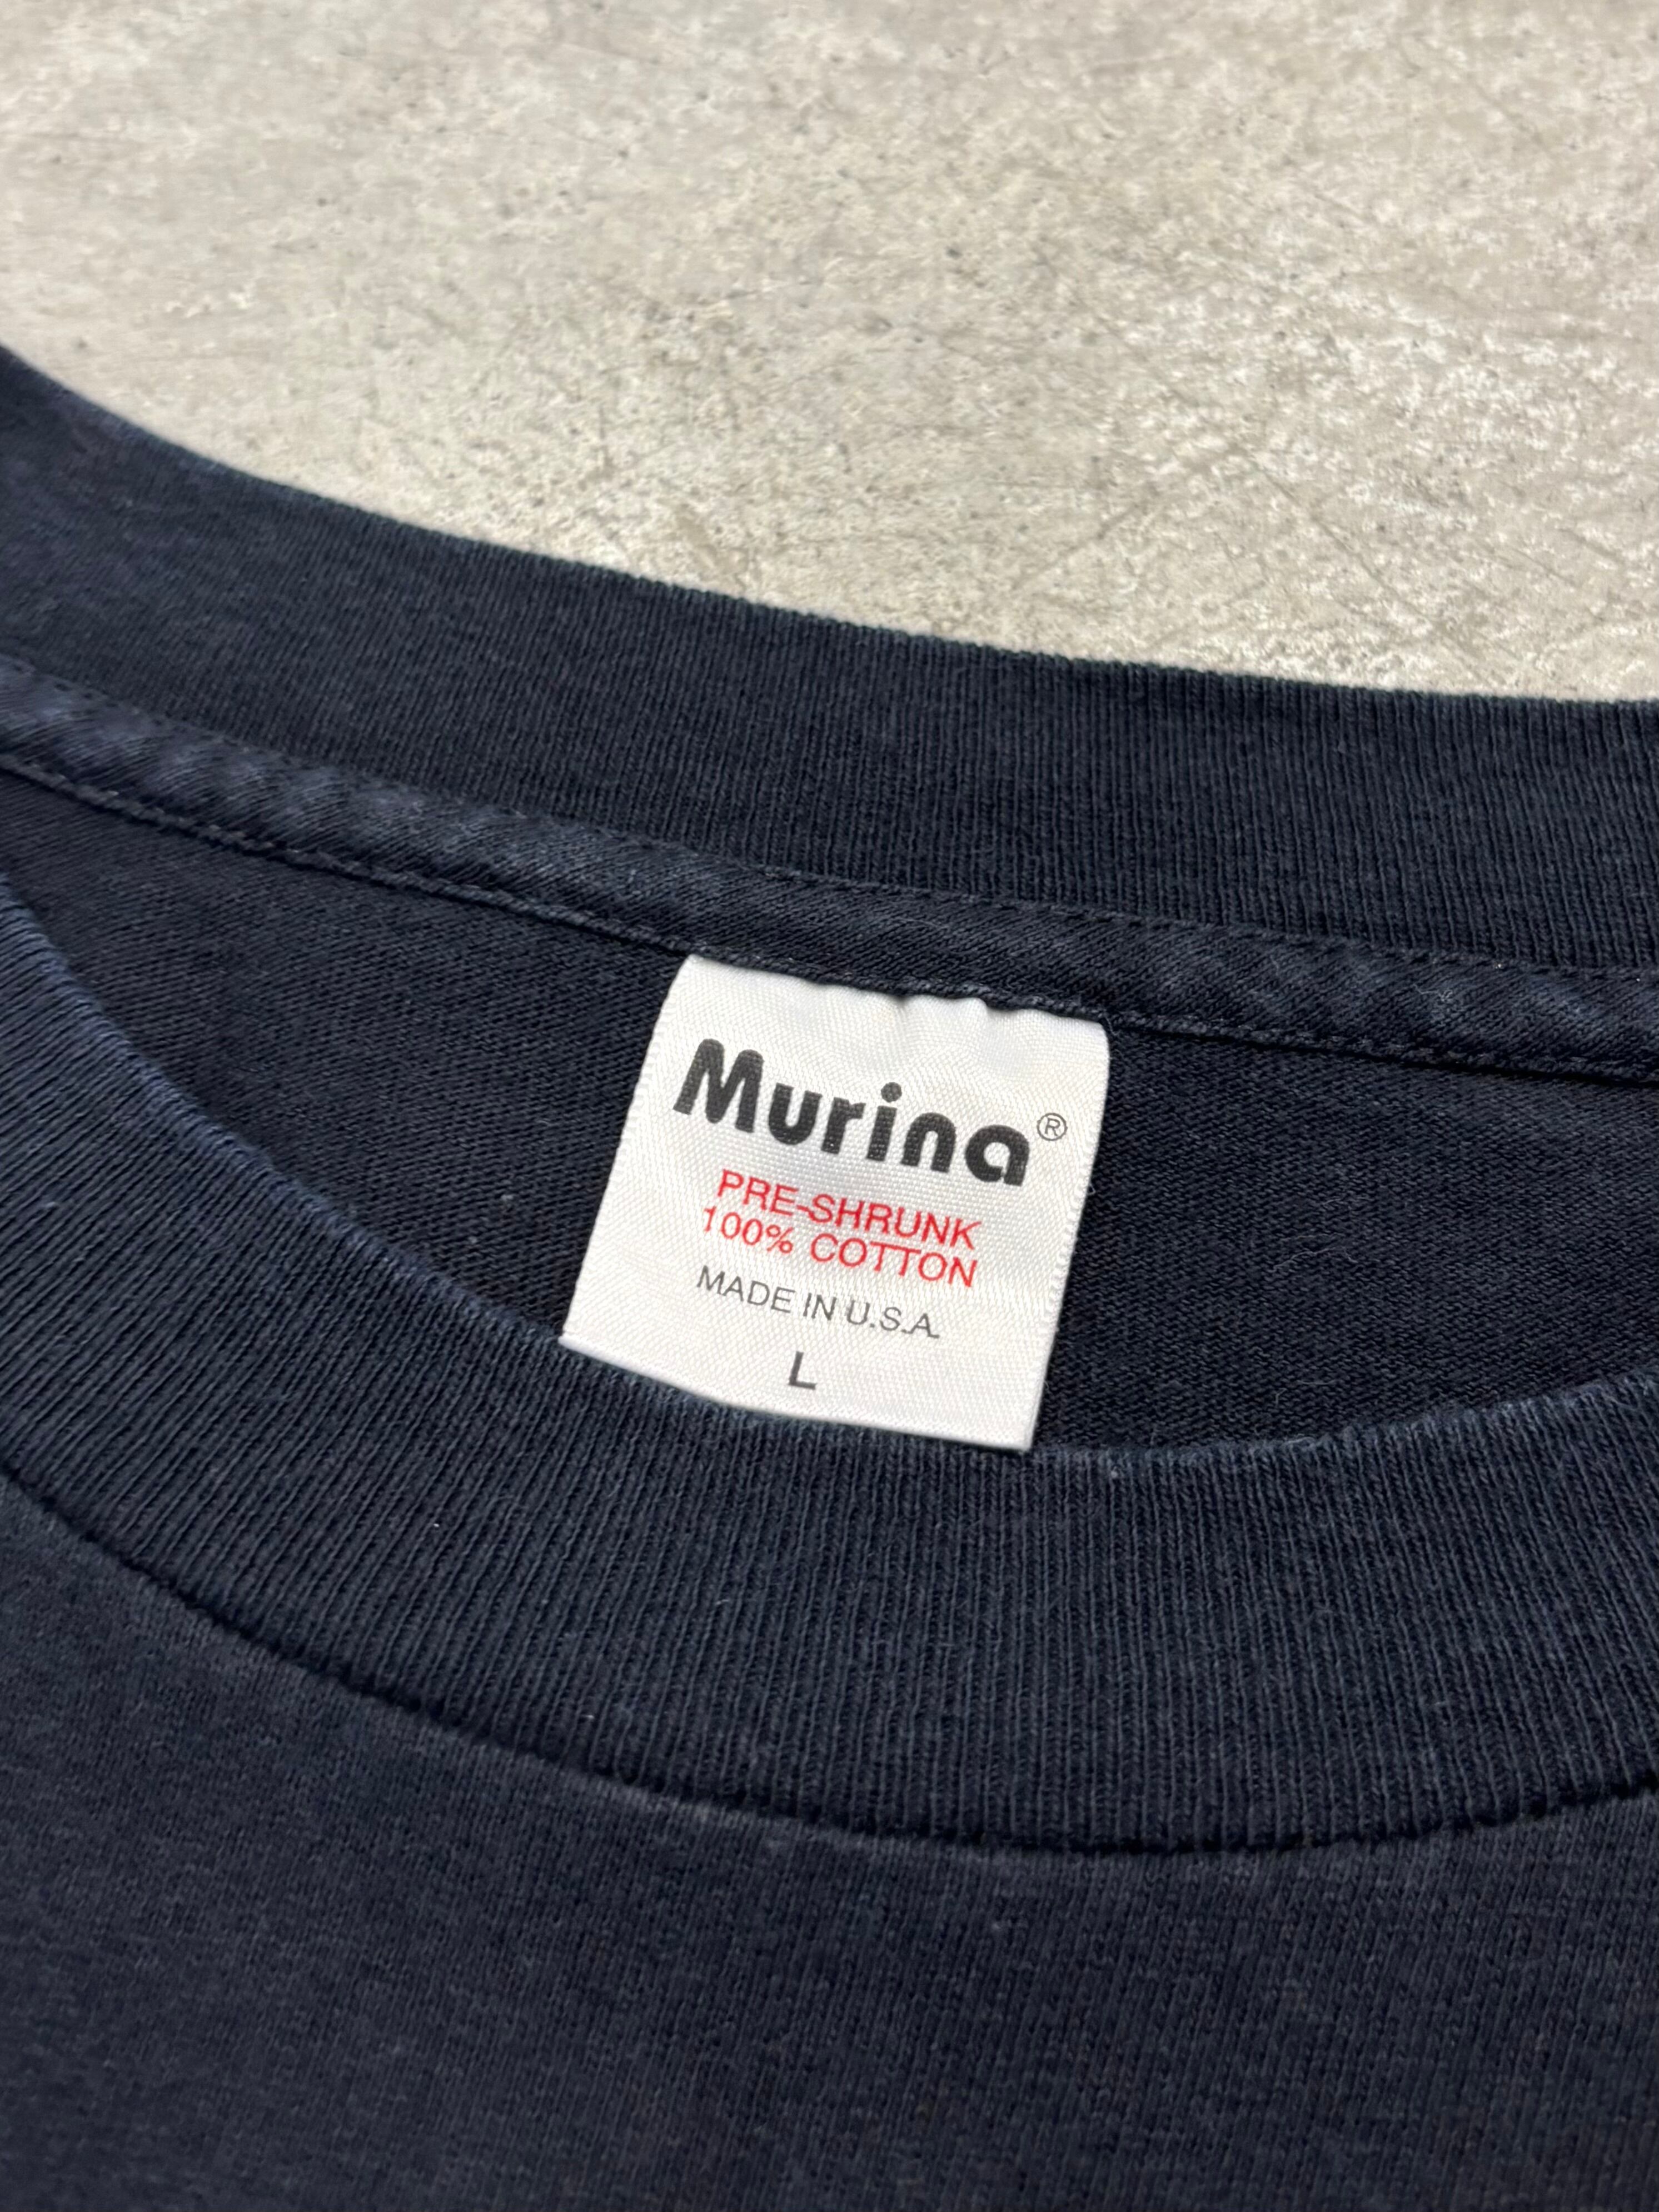 Murina®
PRE-SHRUNK
100% COTTON
MADE IN U.S.A.
L